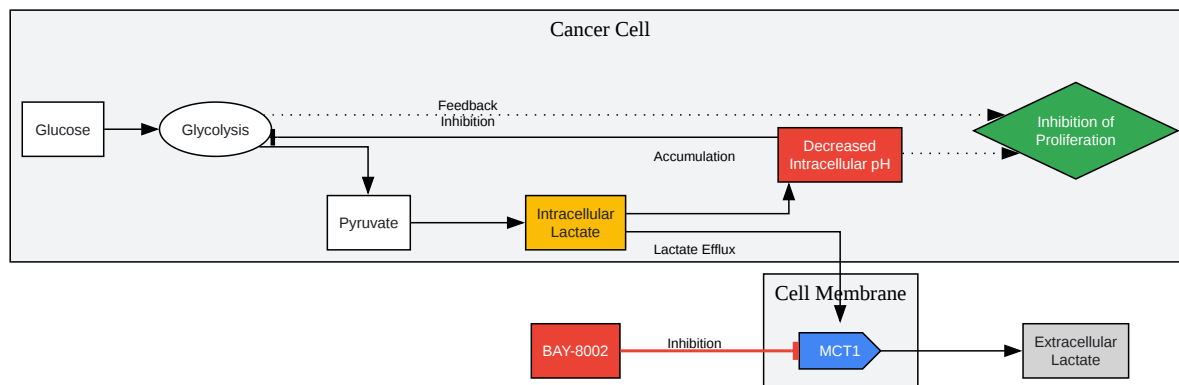 Cancer Cell
Feedback
Inhibition
Glucose
Glycolysis
Inhibition of
Proliferation
Decreased
Intracellular pH
Accumulation
Pyruvate
Intracellular
Lactate
Lactate Efflux
Cell Membrane
BAY-8002
Inhibition
MCT1
Extracellular
Lactate